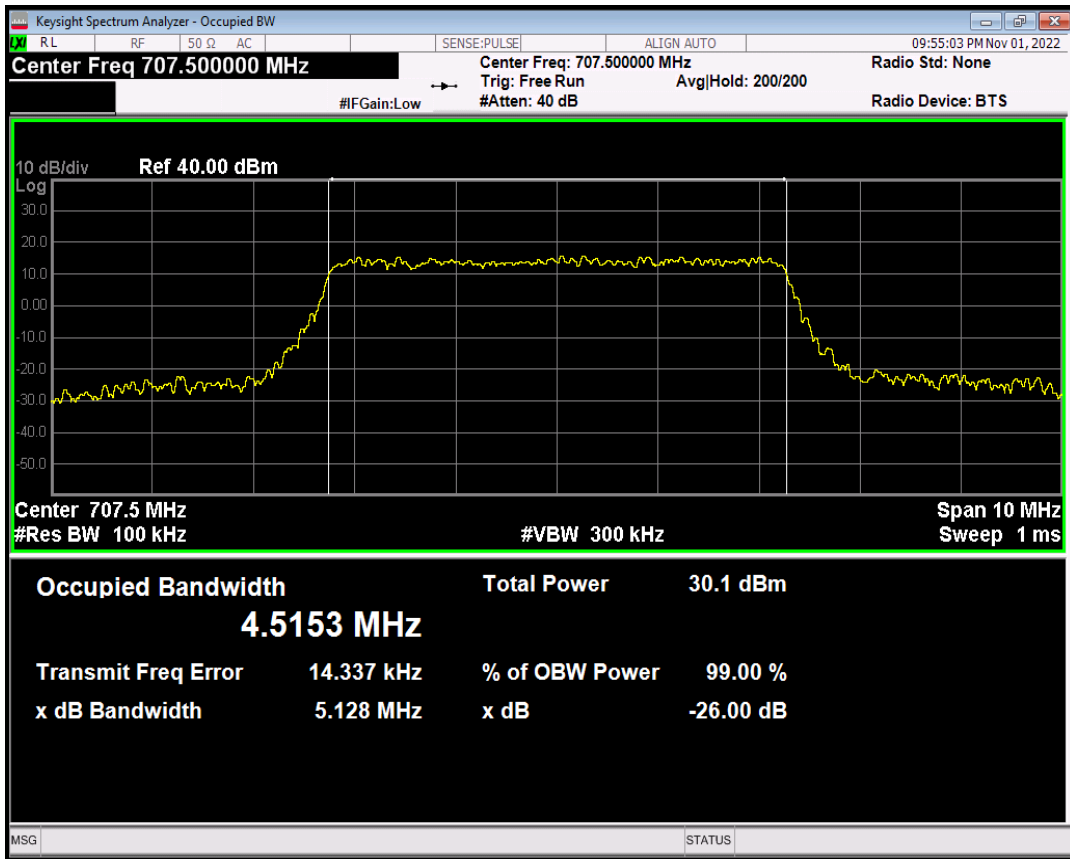 Keysight Spectrum Analyzer - Occupied BW
LXI RL RF 50 Ω AC SENSE:PULSE ALIGN AUTO 09:55:03 PM Nov 01, 2022
Center Freq 707.500000 MHz Center Freq: 707.500000 MHz Radio Std: None
Trig: Free Run Avg|Hold: 200/200
#IFGain:Low #Atten: 40 dB Radio Device: BTS
10 dB/div Ref 40.00 dBm
Log
30.0
20.0
10.0
0.00
-10.0
-20.0
-30.0
-40.0
-50.0
Center 707.5 MHz Span 10 MHz
#Res BW 100 kHz #VBW 300 kHz Sweep 1 ms
Occupied Bandwidth Total Power 30.1 dBm
4.5153 MHz
Transmit Freq Error 14.337 kHz % of OBW Power 99.00 %
x dB Bandwidth 5.128 MHz x dB -26.00 dB
MSG STATUS